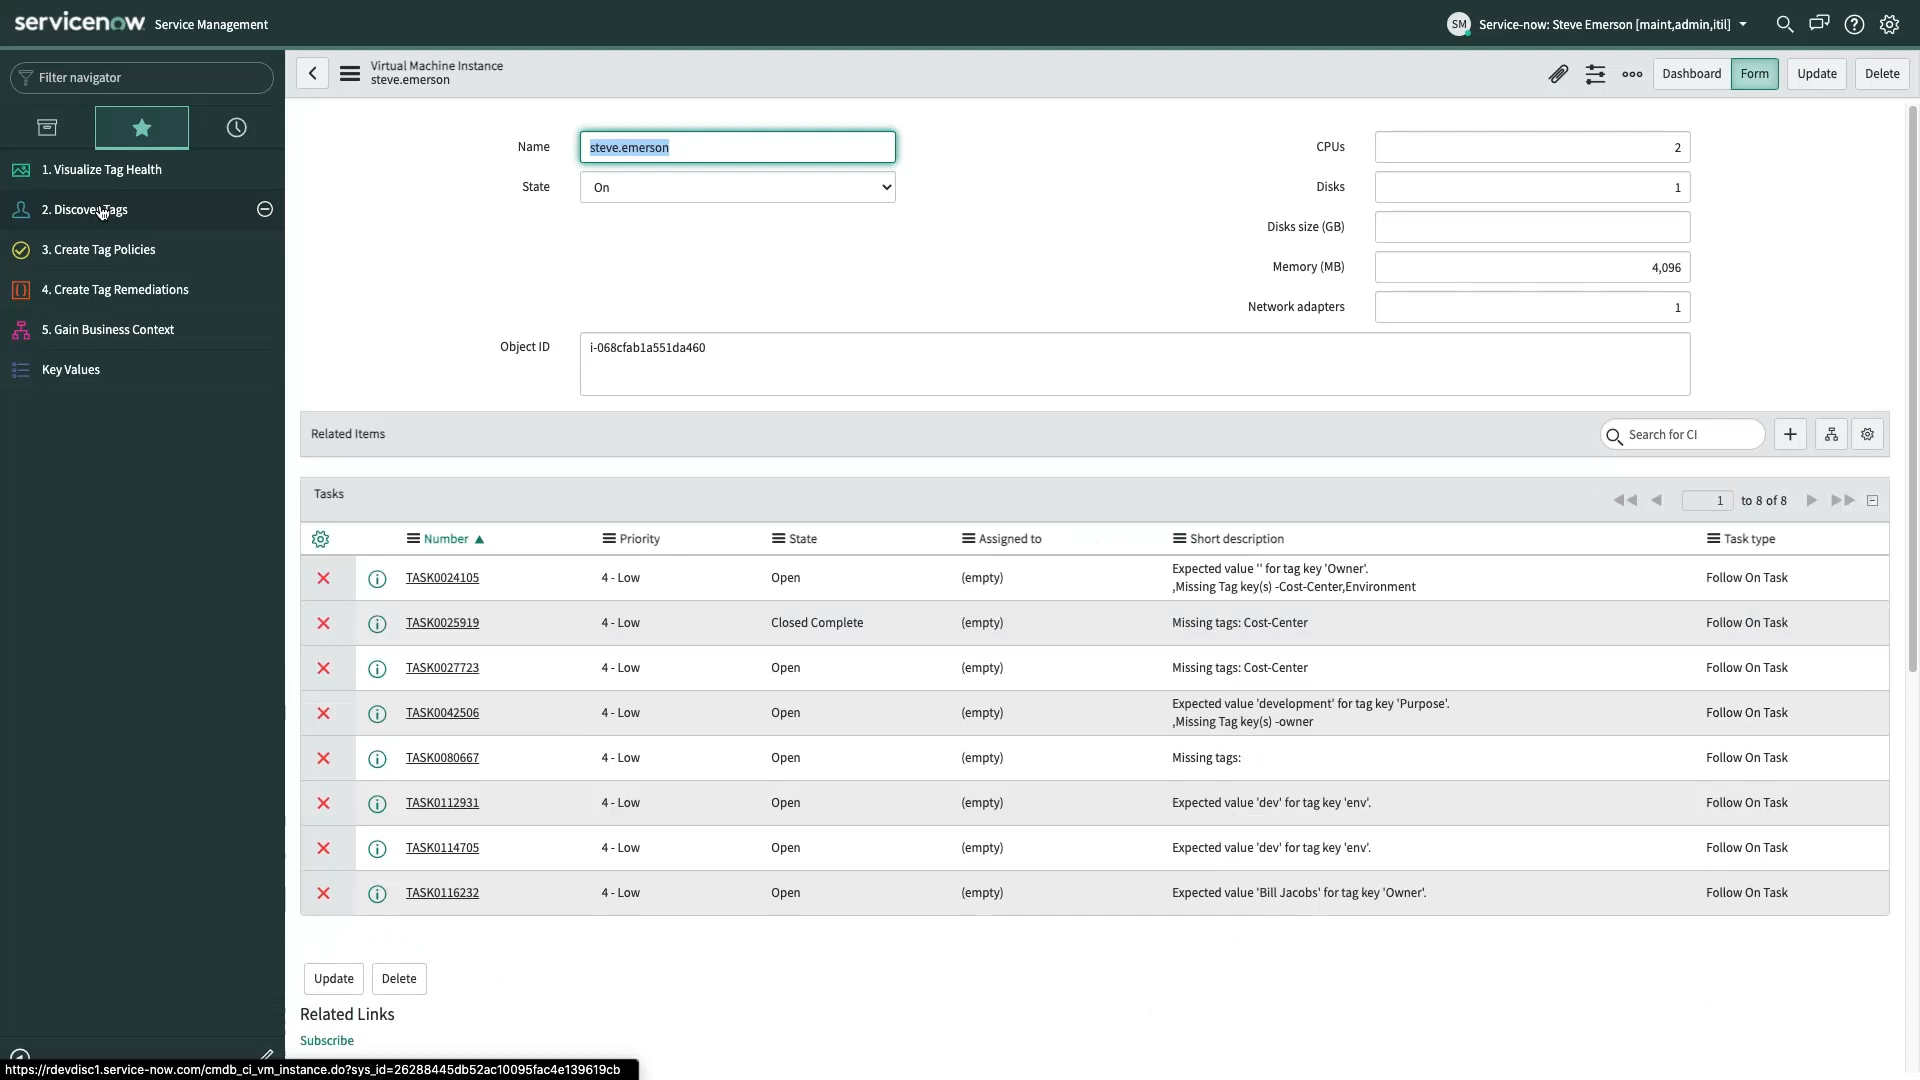 servicenow Service Management
SM Service-now: Steve Emerson [maint,admin,itil]
Filter navigator
1. Visualize Tag Health
2. Discover Tags
3. Create Tag Policies
4. Create Tag Remediations
5. Gain Business Context
Key Values
Virtual Machine Instance
steve.emerson
Dashboard Form Update Delete
Name steve.emerson
State On
CPUs 2
Disks 1
Disks size (GB)
Memory (MB) 4,096
Network adapters 1
Object ID i-068cfab1a551da460
Related Items Search for CI
Tasks 1 to 8 of 8
Number Priority State Assigned to Short description Task type
TASK0024105 4 - Low Open (empty) Expected value '' for tag key 'Owner'. Follow On Task
,Missing Tag key(s) -Cost-Center,Environment
TASK0025919 4 - Low Closed Complete (empty) Missing tags: Cost-Center Follow On Task
TASK0027723 4 - Low Open (empty) Missing tags: Cost-Center Follow On Task
TASK0042506 4 - Low Open (empty) Expected value 'development' for tag key 'Purpose'. Follow On Task
,Missing Tag key(s) -owner
TASK0080667 4 - Low Open (empty) Missing tags: Follow On Task
TASK0112931 4 - Low Open (empty) Expected value 'dev' for tag key 'env'. Follow On Task
TASK0114705 4 - Low Open (empty) Expected value 'dev' for tag key 'env'. Follow On Task
TASK0116232 4 - Low Open (empty) Expected value 'Bill Jacobs' for tag key 'Owner'. Follow On Task
Update Delete
Related Links
Subscribe
https://rdevdisc1.service-now.com/cmdb_ci_vm_instance.do?sys_id=26288445db52ac10095fac4e139619cb